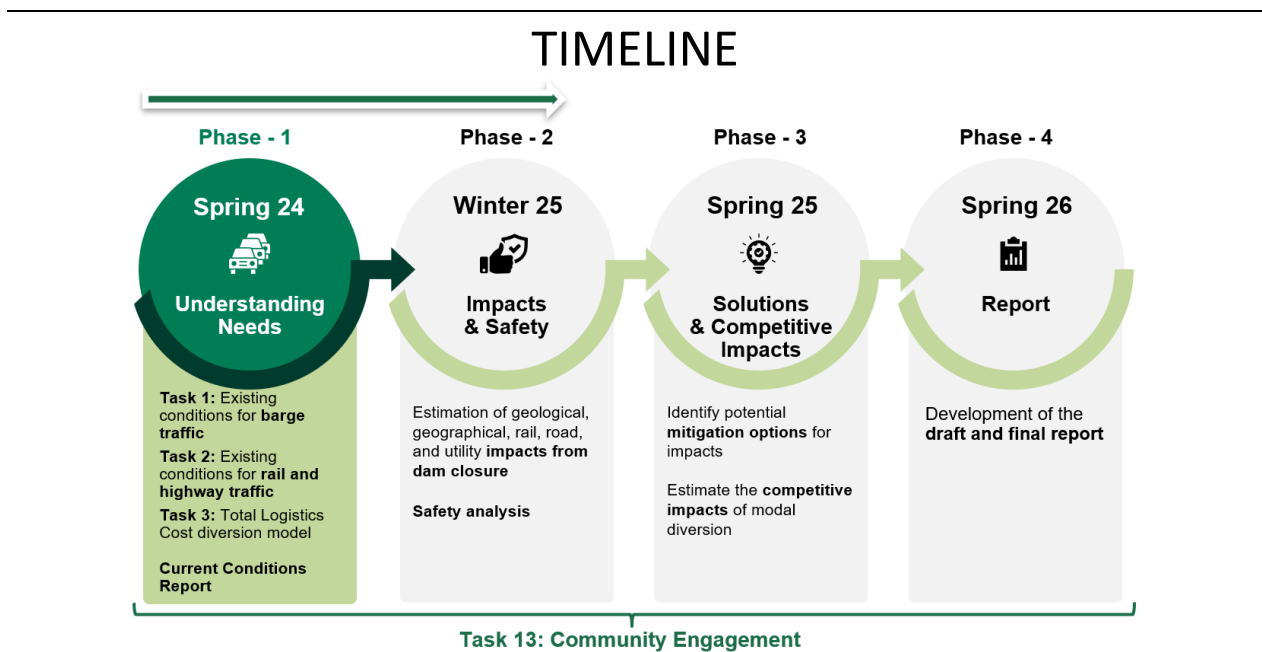 TIMELINE
Phase - 1
Spring 24
Understanding
Needs
Task 1: Existing
conditions for barge
traffic
Task 2: Existing
conditions for rail and
highway traffic
Task 3: Total Logistics
Cost diversion model
Current Conditions
Report
Phase - 2
Winter 25
Impacts
& Safety
Estimation of geological,
geographical, rail, road,
and utility impacts from
dam closure
Safety analysis
Phase - 3
Spring 25
Solutions
& Competitive
Impacts
Identify potential
mitigation options for
impacts
Estimate the competitive
impacts of modal
diversion
Phase - 4
Spring 26
Report
Development of the
draft and final report
Task 13: Community Engagement